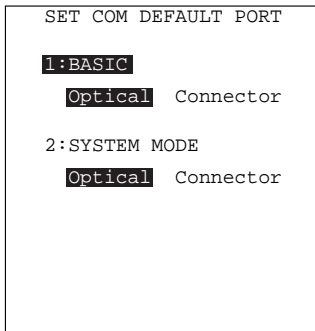 SET COM DEFAULT PORT
1:BASIC
Optical Connector
2:SYSTEM MODE
Optical Connector